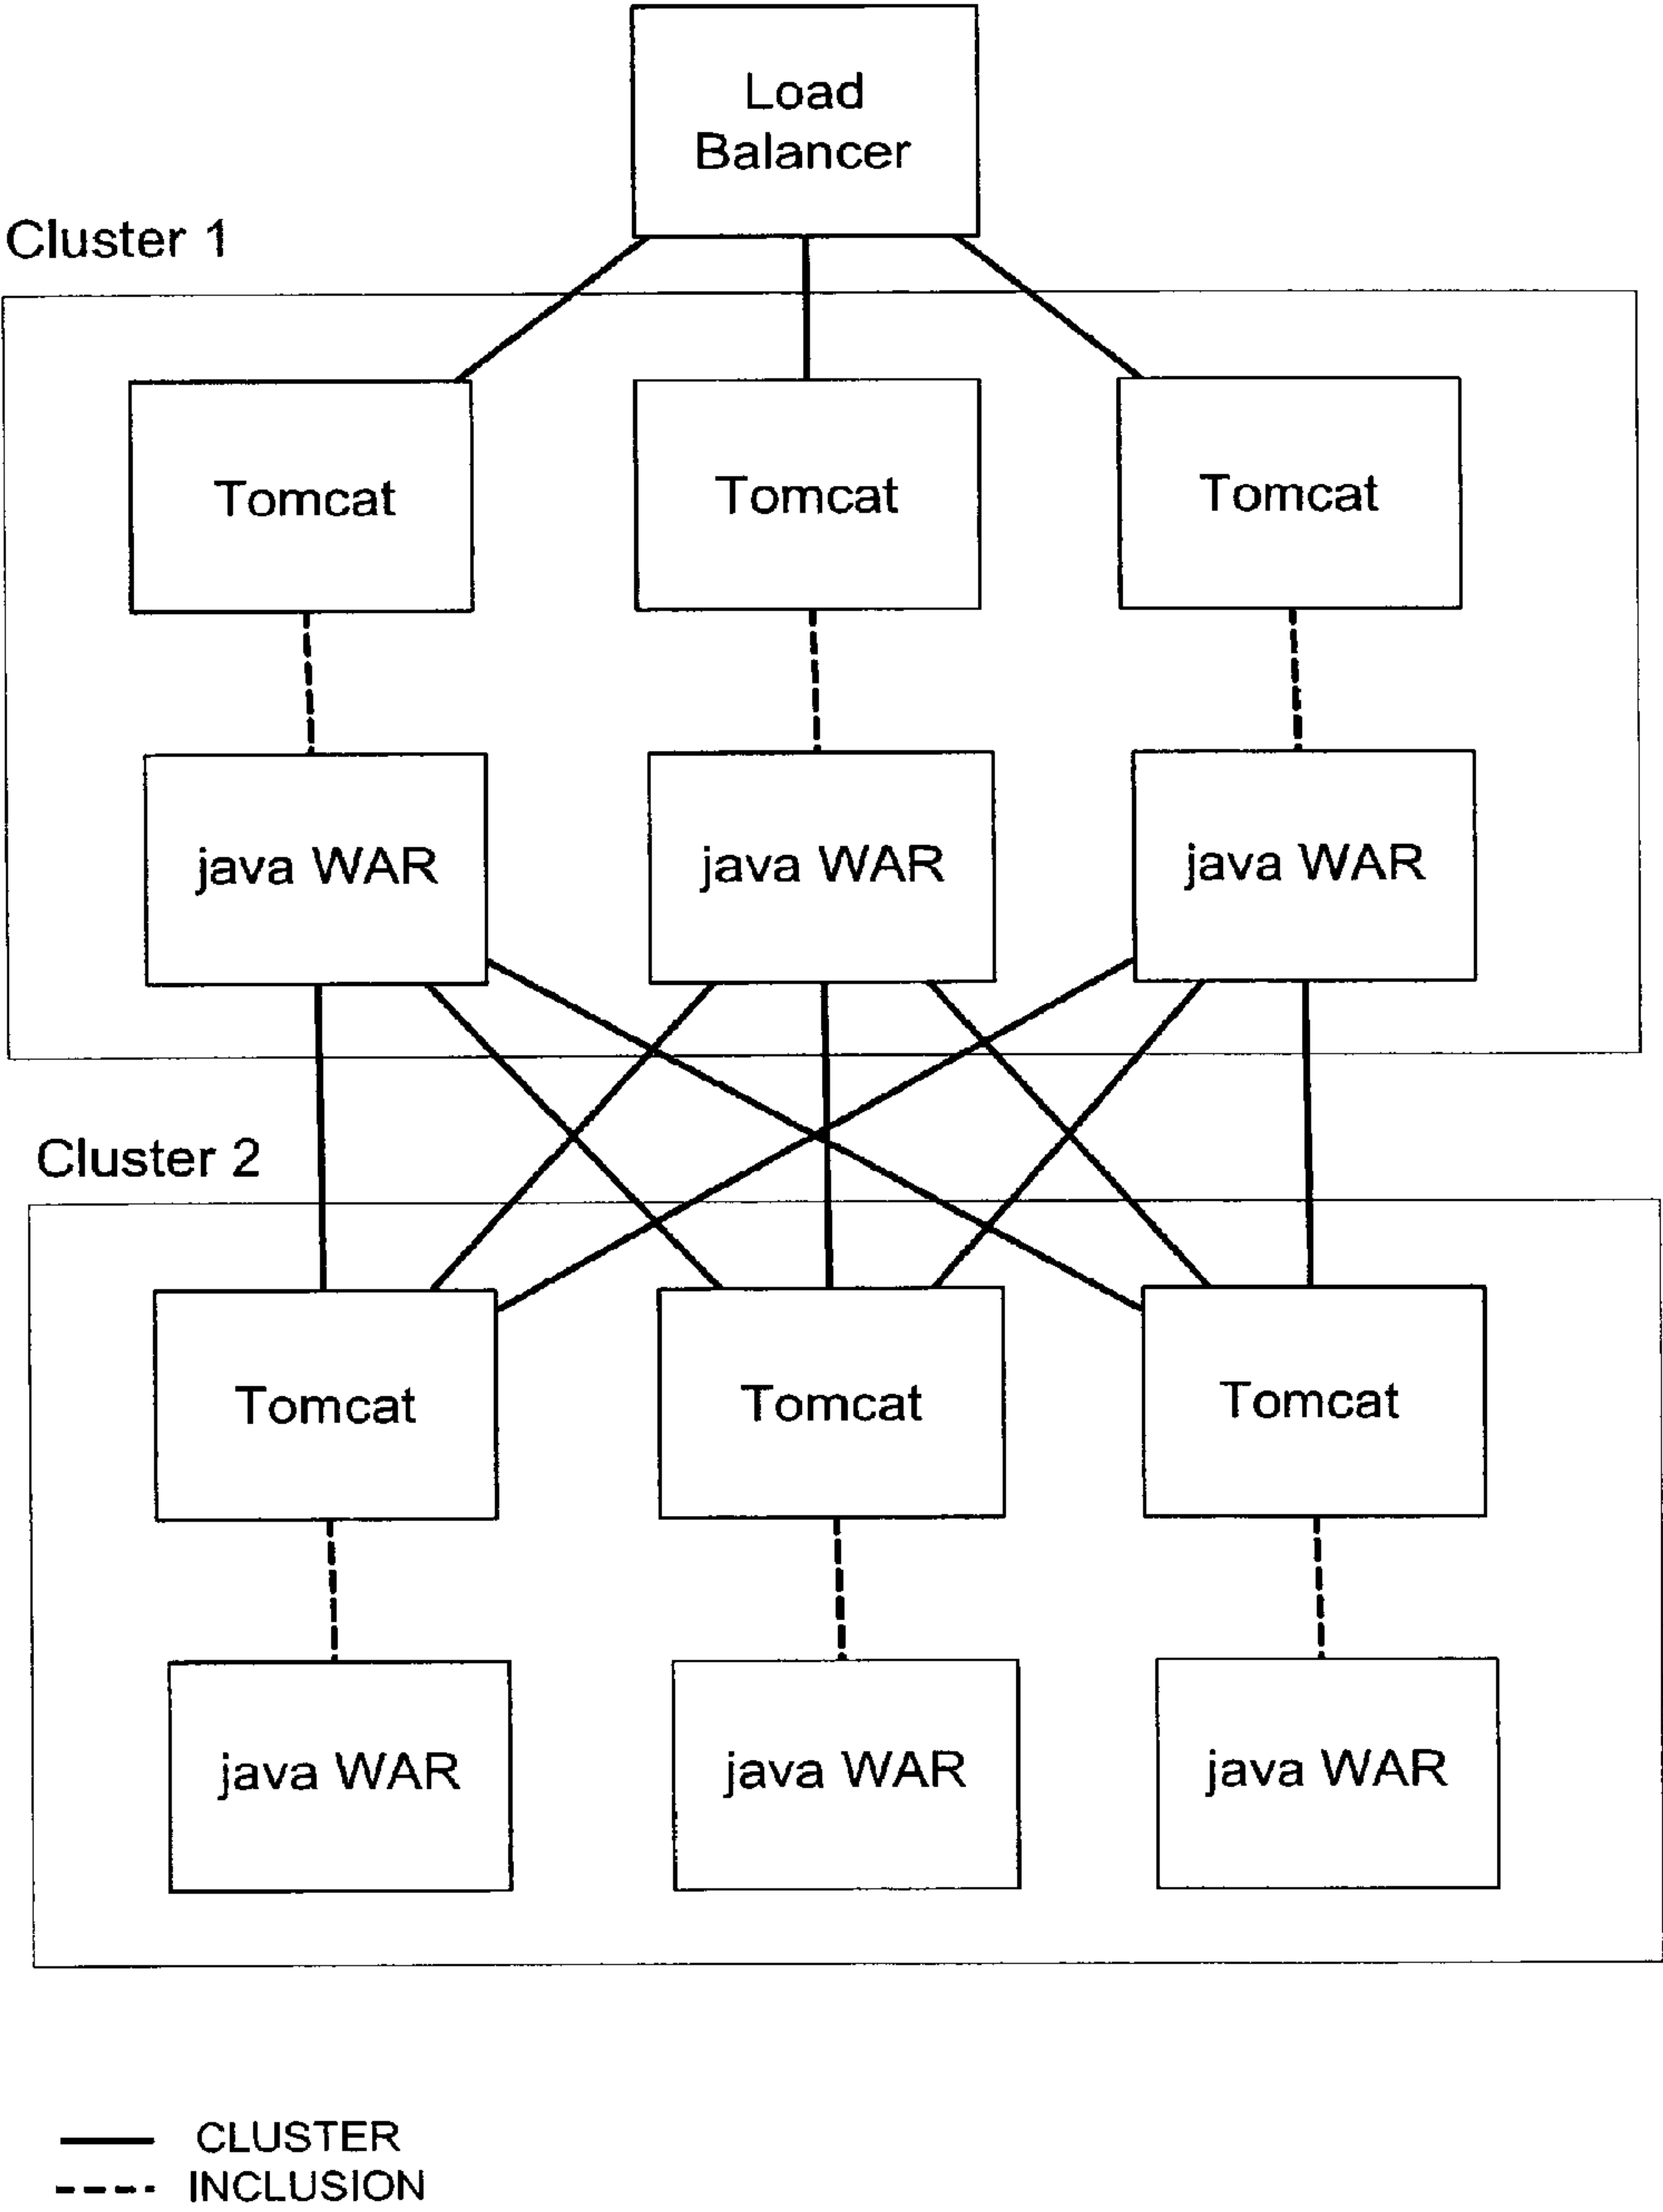 Load
Balancer
Cluster 1
Tomcat
Tomcat
Tomcat
java WAR
java WAR
java WAR
Cluster 2
Tomcat
Tomcat
Tomcat
java WAR
java WAR
java WAR
CLUSTER
INCLUSION